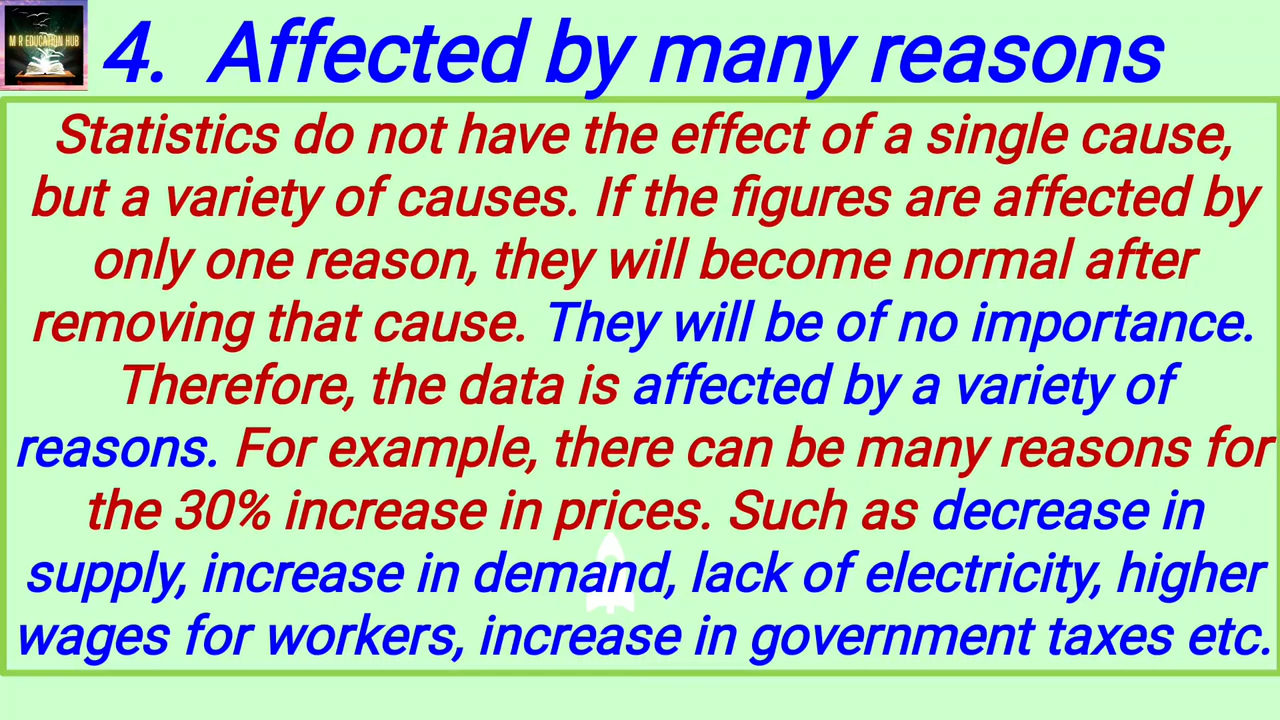 M R EDUCATION HUB
4. Affected by many reasons
Statistics do not have the effect of a single cause,
but a variety of causes. If the figures are affected by
only one reason, they will become normal after
removing that cause. They will be of no importance.
Therefore, the data is affected by a variety of
reasons. For example, there can be many reasons for
the 30% increase in prices. Such as decrease in
supply, increase in demand, lack of electricity, higher
wages for workers, increase in government taxes etc.